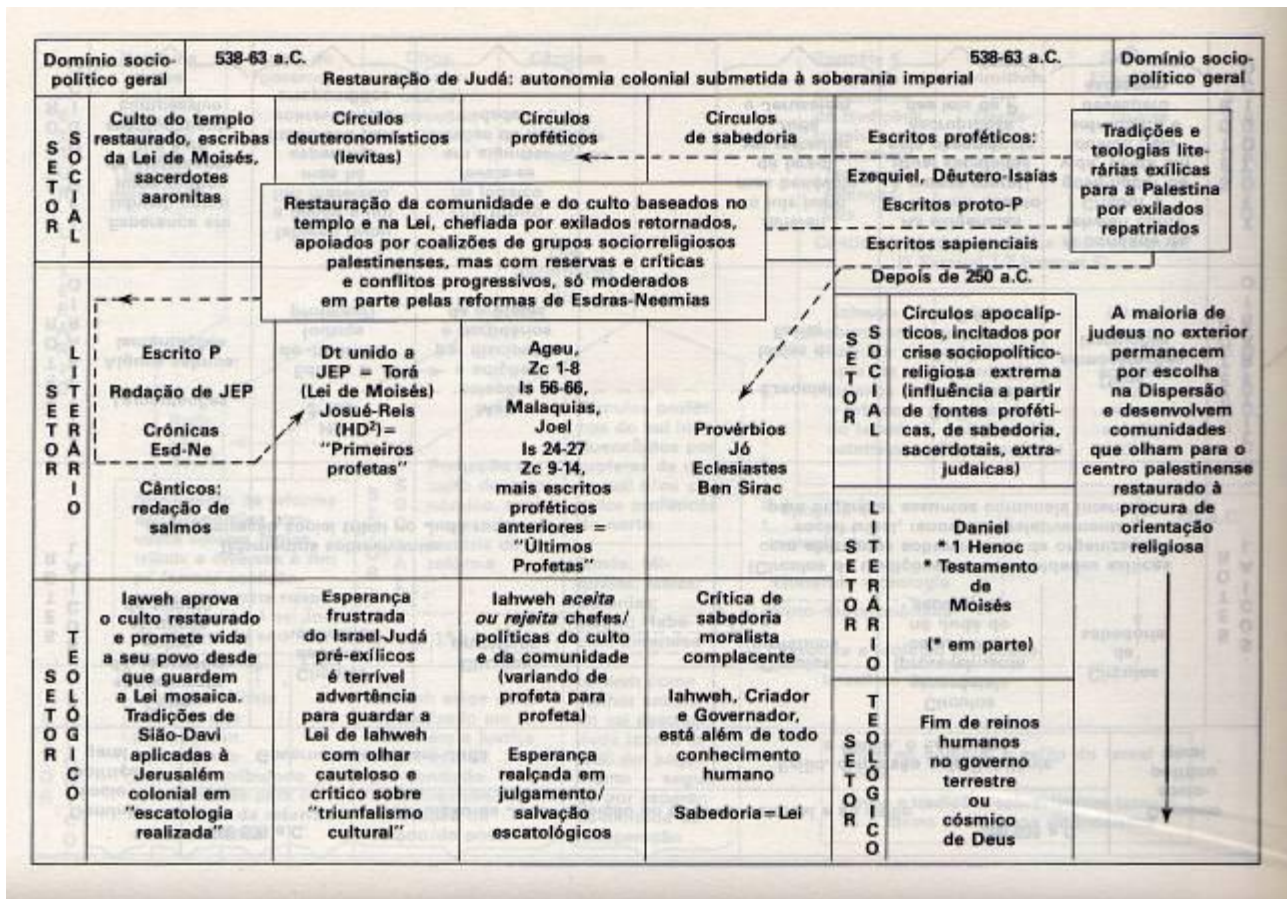 Domínio socio-
político geral
538-63 a.C.
Restauração de Judá: autonomia colonial submetida à soberania imperial
538-63 a.C.
Domínio socio-
político geral
SETOR SOCIAL
Culto do templo
restaurado, escribas
da Lei de Moisés,
sacerdotes
aaronitas
Círculos
deuteronomísticos
(levitas)
Círculos
proféticos
Círculos
de sabedoria
Escritos proféticos:
Ezequiel, Dêutero-Isaías
Escritos proto-P
Escritos sapienciais
Tradições e
teologias lite-
rárias exílicas
para a Palestina
por exilados
repatriados
Restauração da comunidade e do culto baseados no
templo e na Lei, chefiada por exilados retornados,
apoiados por coalizões de grupos sociorreligiosos
palestinenses, mas com reservas e críticas
e conflitos progressivos, só moderados
em parte pelas reformas de Esdras-Neemias
Depois de 250 a.C.
SETOR LITERÁRIO
Escrito P
Redação de JEP
Crônicas
Esd-Ne
Cânticos:
redação de
salmos
Dt unido a
JEP = Torá
(Lei de Moisés)
Josué-Reis
(HD²)=
"Primeiros
profetas"
Ageu,
Zc 1-8
Is 56-66,
Malaquias,
Joel
Is 24-27
Zc 9-14,
mais escritos
proféticos
anteriores =
"Últimos
Profetas"
Provérbios
Jó
Eclesiastes
Ben Sirac
SETOR SOCIAL
Círculos apocalíp-
ticos, incitados por
crise sociopolítico-
religiosa extrema
(influência a partir
de fontes proféti-
cas, de sabedoria,
sacerdotais, extra-
judaicas)
A maioria de
judeus no exterior
permanecem
por escolha
na Dispersão
e desenvolvem
comunidades
que olham para o
centro palestinense
restaurado à
procura de
orientação
religiosa
SETOR LITERÁRIO
Daniel
* 1 Henoc
* Testamento
de
Moisés
(* em parte)
SETOR TEOLÓGICO
Iawweh aprova
o culto restaurado
e promete vida
a seu povo desde
que guardem
a Lei mosaica.
Tradições de
Sião-Davi
aplicadas à
Jerusalém
colonial em
"escatologia
realizada"
Esperança
frustrada
do Israel-Judá
pré-exílicos
é terrível
advertência
para guardar a
Lei de Iahweh
com olhar
cauteloso e
crítico sobre
"triunfalismo
cultural"
Iahweh aceita
ou rejeita chefes/
políticas do culto
e da comunidade
(variando de
profeta para
profeta)
Esperança
realçada em
julgamento/
salvação
escatológicos
Crítica de
sabedoria
moralista
complacente
Iahweh, Criador
e Governador,
está além de todo
conhecimento
humano
Sabedoria=Lei
SETOR TEOLÓGICO
Fim de reinos
humanos
no governo
terrestre
ou
cósmico
de Deus